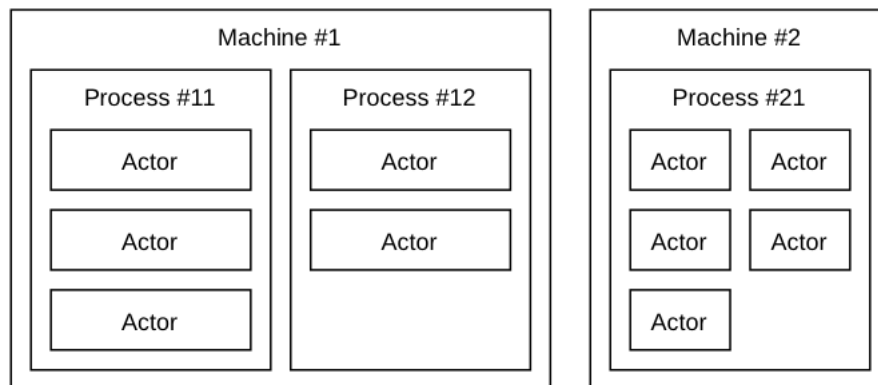 Machine #1
Process #11
Actor
Actor
Actor
Process #12
Actor
Actor
Machine #2
Process #21
Actor
Actor
Actor
Actor
Actor